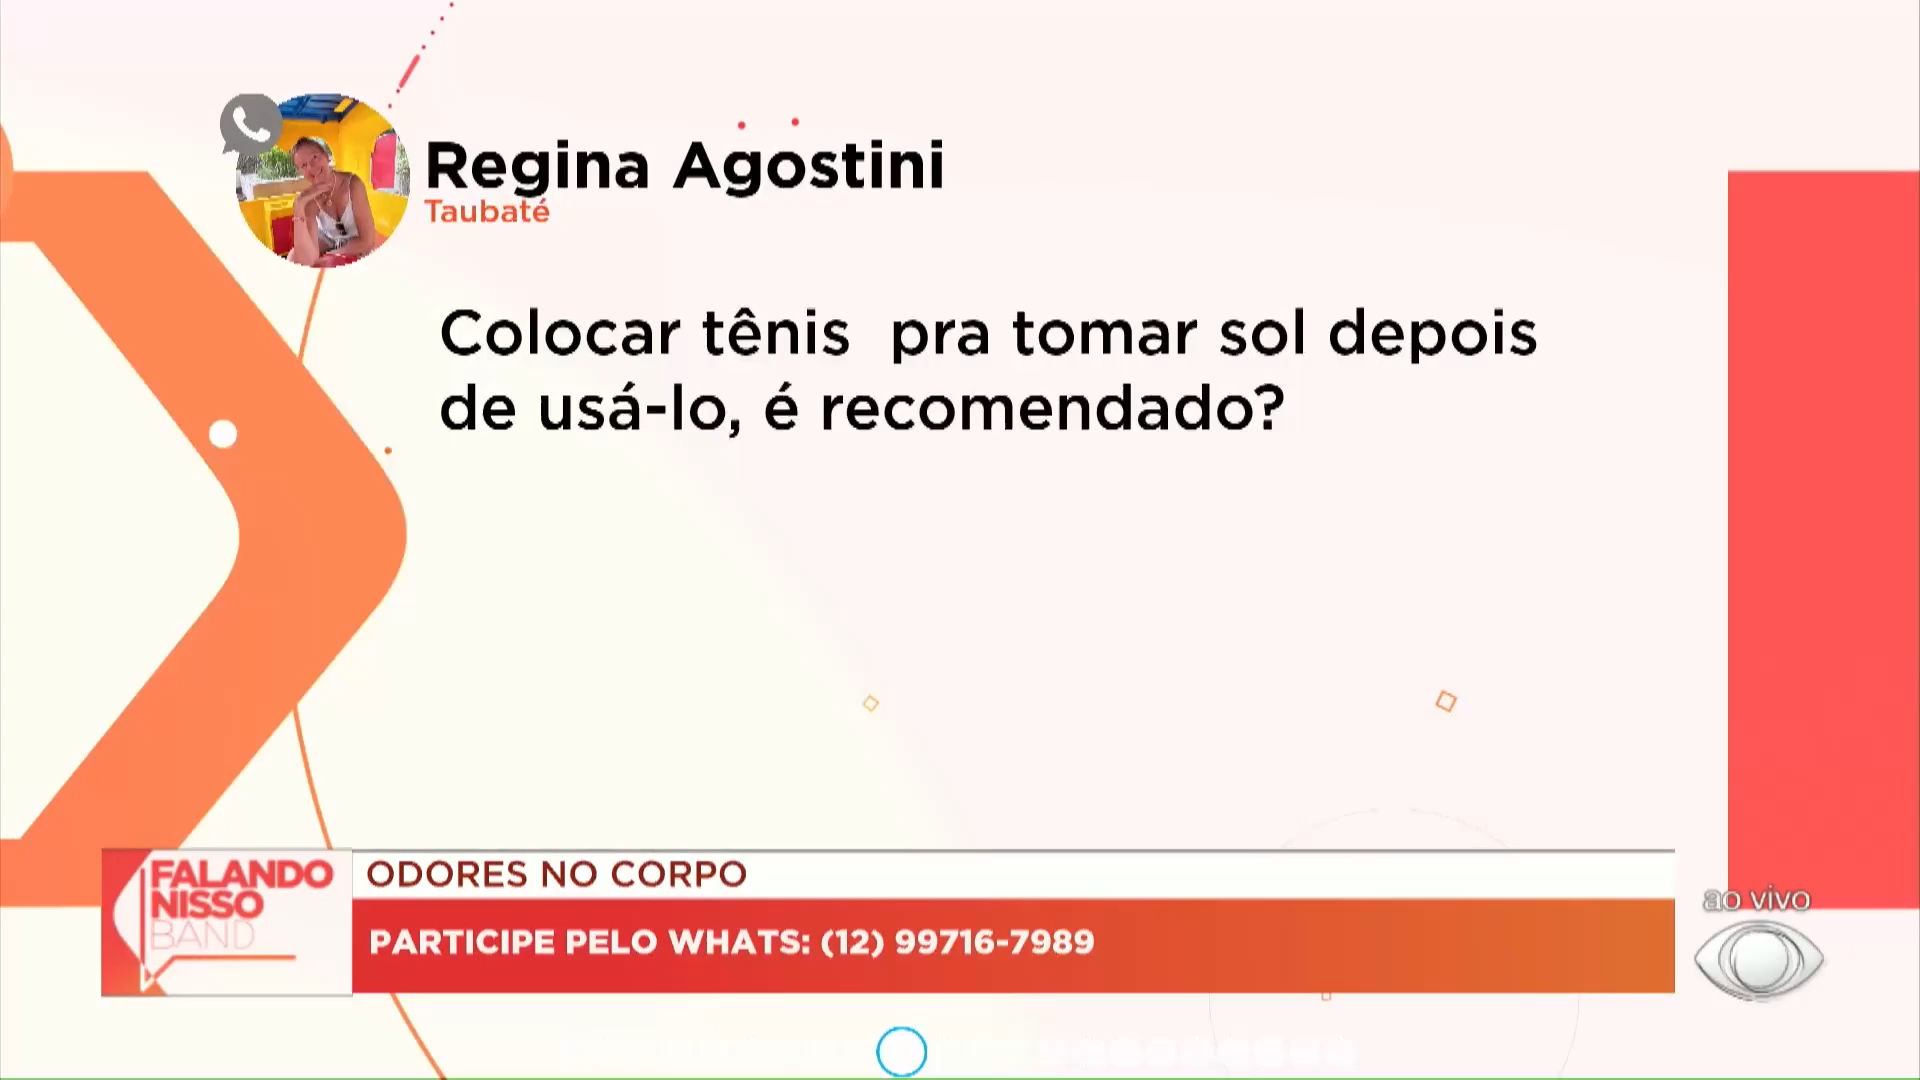 Regina Agostini
Taubaté
Colocar tênis  pra tomar sol depois
de usá-lo, é recomendado?
FALANDO
NISSO
BAND
ODORES NO CORPO
PARTICIPE PELO WHATS: (12) 99716-7989
ao vivo